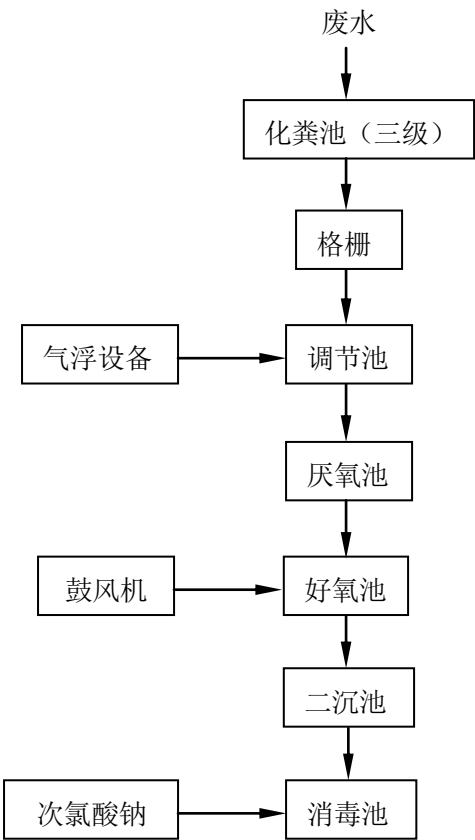 废水
化粪池（三级）
格栅
气浮设备
调节池
厌氧池
鼓风机
好氧池
二沉池
次氯酸钠
消毒池